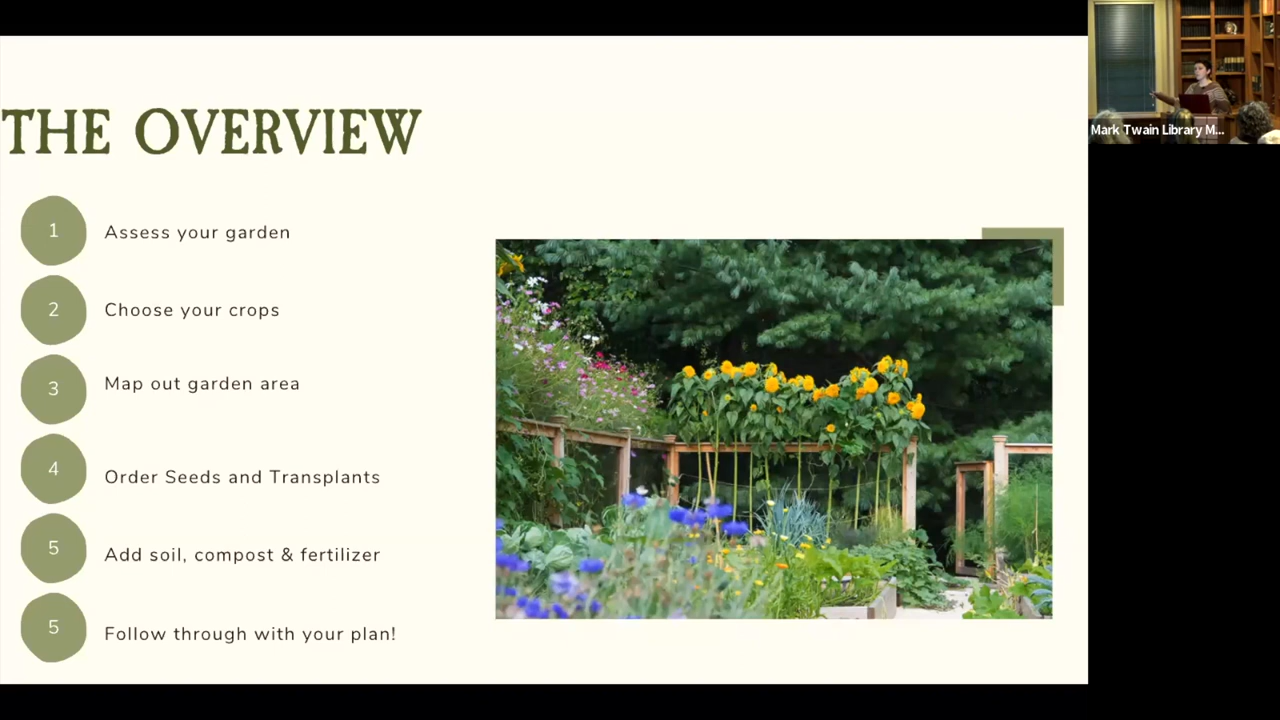 THE OVERVIEW
1 Assess your garden
2 Choose your crops
3 Map out garden area
4 Order Seeds and Transplants
5 Add soil, compost & fertilizer
5 Follow through with your plan!
Mark Twain Library M...